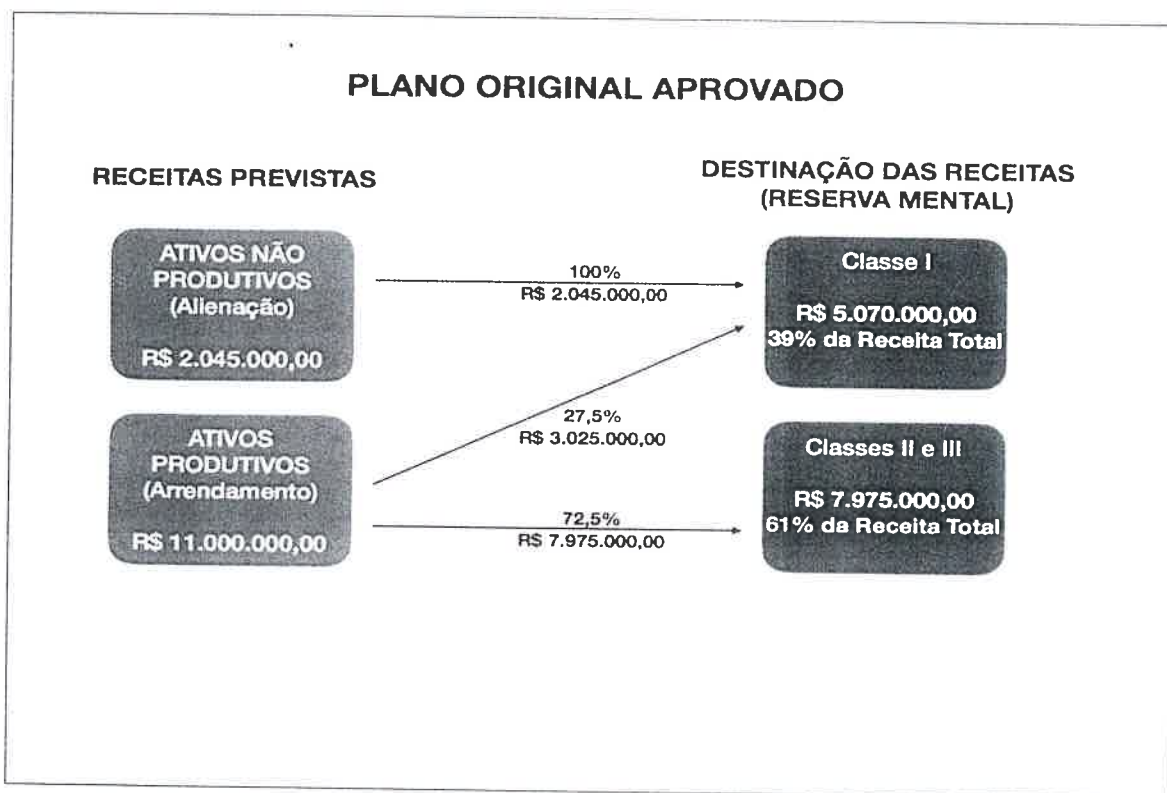 PLANO ORIGINAL APROVADO
RECEITAS PREVISTAS
ATIVOS NÃO
PRODUTIVOS
(Alienação)
R$ 2.045.000,00
ATIVOS
PRODUTIVOS
(Arrendamento)
R$ 11.000.000,00
100%
R$ 2.045.000,00
27,5%
R$ 3.025.000,00
72,5%
R$ 7.975.000,00
DESTINAÇÃO DAS RECEITAS
(RESERVA MENTAL)
Classe I
R$ 5.070.000,00
39% da Receita Total
Classes II e III
R$ 7.975.000,00
61% da Receita Total